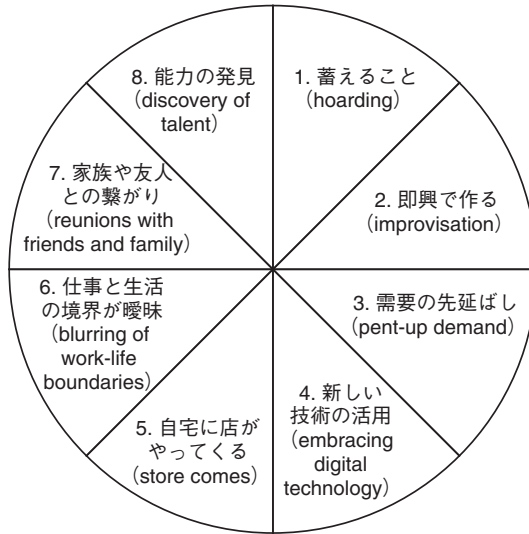 1. 蓄えること
（hoarding）
2. 即興で作る
（improvisation）
3. 需要の先延ばし
（pent-up demand）
4. 新しい
技術の活用
（embracing
digital
technology）
5. 自宅に店が
やってくる
（store comes）
6. 仕事と生活
の境界が曖昧
（blurring of
work-life
boundaries）
7. 家族や友人
との繋がり
（reunions with
friends and family）
8. 能力の発見
（discovery of
talent）